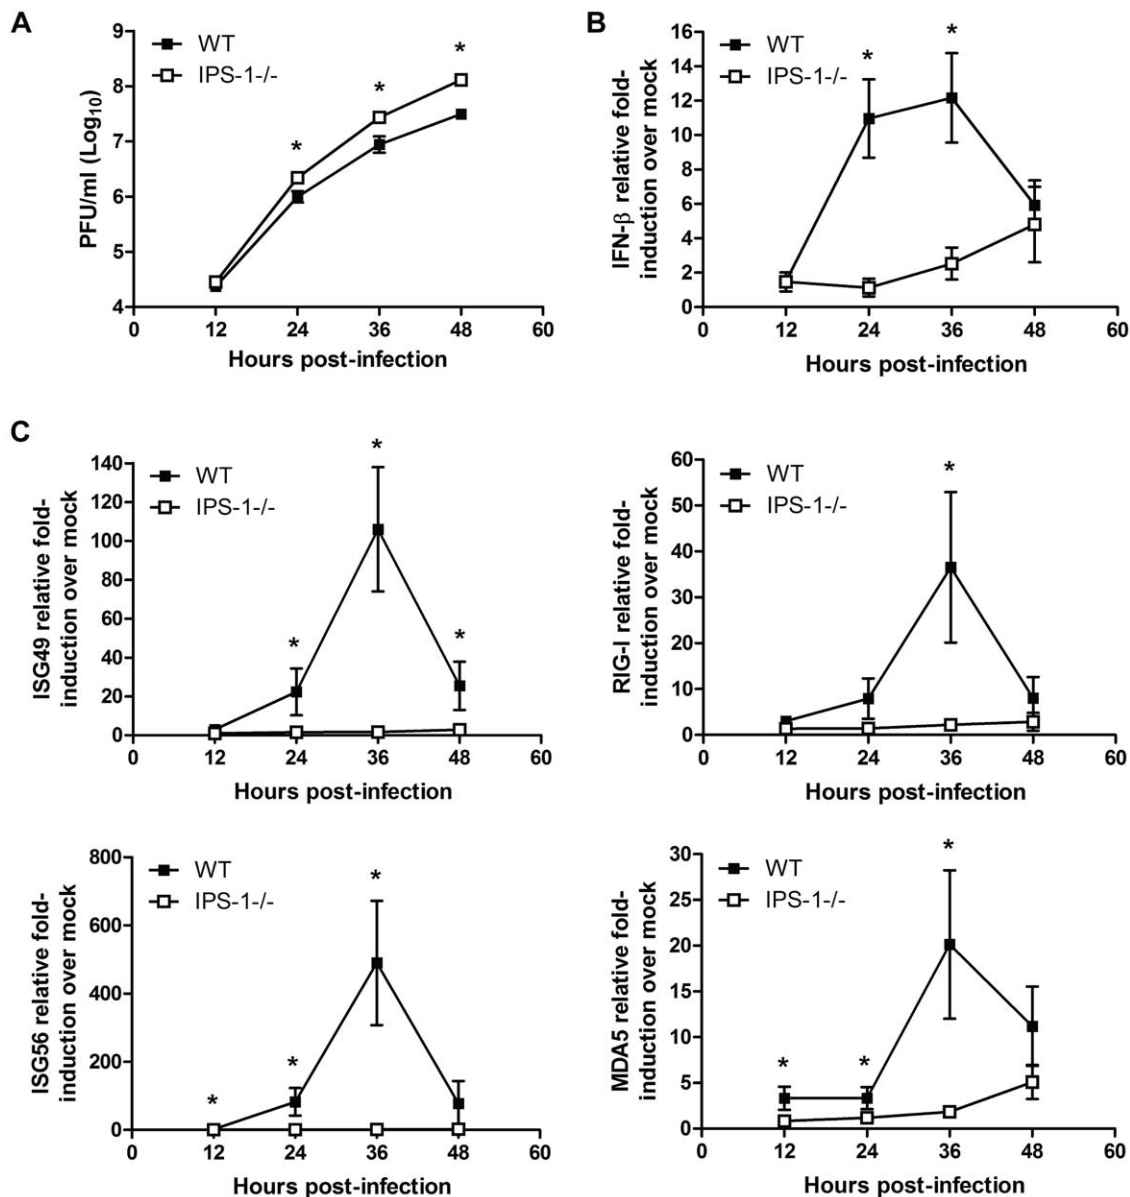 A
WT
IPS-1-/-
PFU/ml (Log10)
9
8
7
6
5
4
* * *
0 12 24 36 48 60
Hours post-infection
B
WT
IPS-1-/-
IFN-β relative fold-
induction over mock
16
14
12
10
8
6
4
2
0
* *
0 12 24 36 48 60
Hours post-infection
C
WT
IPS-1-/-
ISG49 relative fold-
induction over mock
140
120
100
80
60
40
20
0
* * *
0 12 24 36 48 60
Hours post-infection
WT
IPS-1-/-
RIG-I relative fold-
induction over mock
60
50
40
30
20
10
0
*
0 12 24 36 48 60
Hours post-infection
WT
IPS-1-/-
ISG56 relative fold-
induction over mock
800
600
400
200
0
* * *
0 12 24 36 48 60
Hours post-infection
WT
IPS-1-/-
MDA5 relative fold-
induction over mock
30
25
20
15
10
5
0
* * *
0 12 24 36 48 60
Hours post-infection